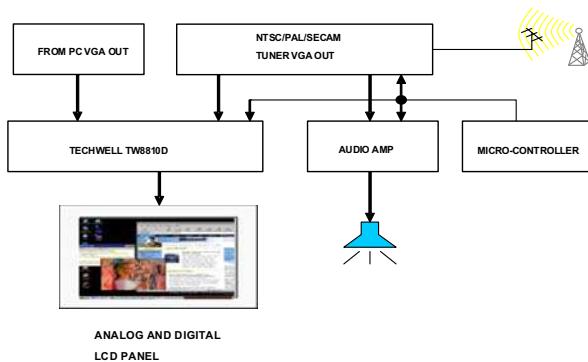 FROM PC VGA OUT
NTSC/PAL/SECAM
TUNER VGA OUT
TECHWELL TW8810D
AUDIO AMP
MICRO-CONTROLLER
ANALOG AND DIGITAL
LCD PANEL